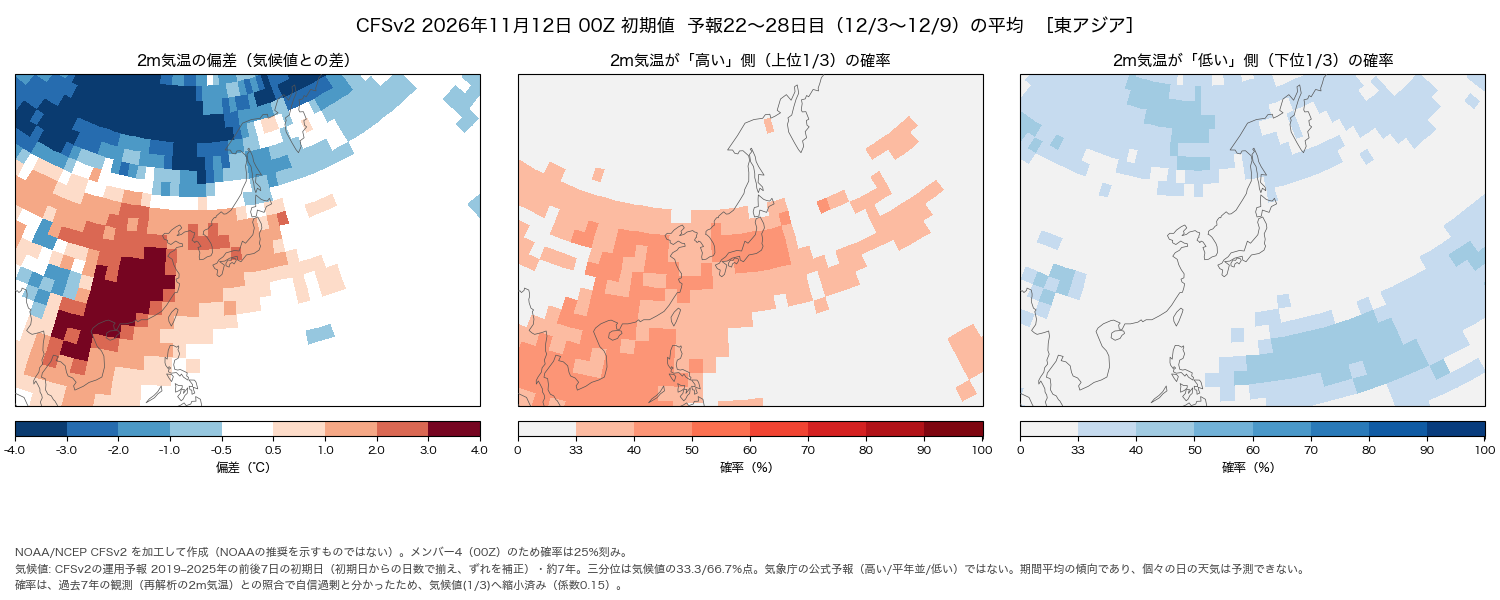 CFSv2 2026年11月12日 00Z 初期値  予報22〜28日目（12/3〜12/9）の平均  ［東アジア］
2m気温の偏差（気候値との差）
2m気温が「高い」側（上位1/3）の確率
2m気温が「低い」側（下位1/3）の確率
-4.0 -3.0 -2.0 -1.0 -0.5 0.5 1.0 2.0 3.0 4.0
偏差（℃）
0 33 40 50 60 70 80 90 100
確率（%）
0 33 40 50 60 70 80 90 100
確率（%）
NOAA/NCEP CFSv2 を加工して作成（NOAAの推奨を示すものではない）。メンバー4（00Z）のため確率は25%刻み。
気候値: CFSv2の運用予報 2019–2025年の前後7日の初期日（初期日からの日数で揃え、ずれを補正）・約7年。三分位は気候値の33.3/66.7%点。気象庁の公式予報（高い/平年並/低い）ではない。期間平均の傾向であり、個々の日の天気は予測できない。
確率は、過去7年の観測（再解析の2m気温）との照合で自信過剰と分かったため、気候値(1/3)へ縮小済み（係数0.15）。